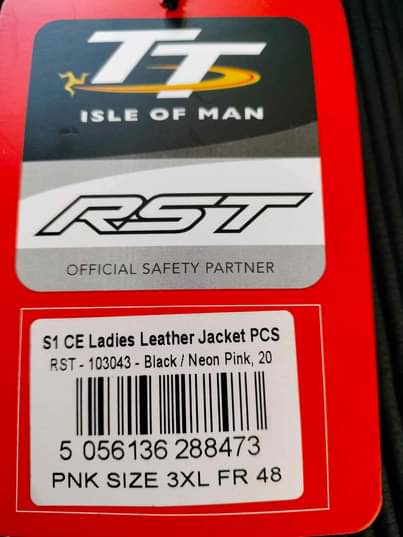 TT
ISLE OF MAN
RST
OFFICIAL SAFETY PARTNER
S1 CE Ladies Leather Jacket PCS
RST - 103043 - Black / Neon Pink, 20
5 056136 288473
PNK SIZE 3XL FR 48